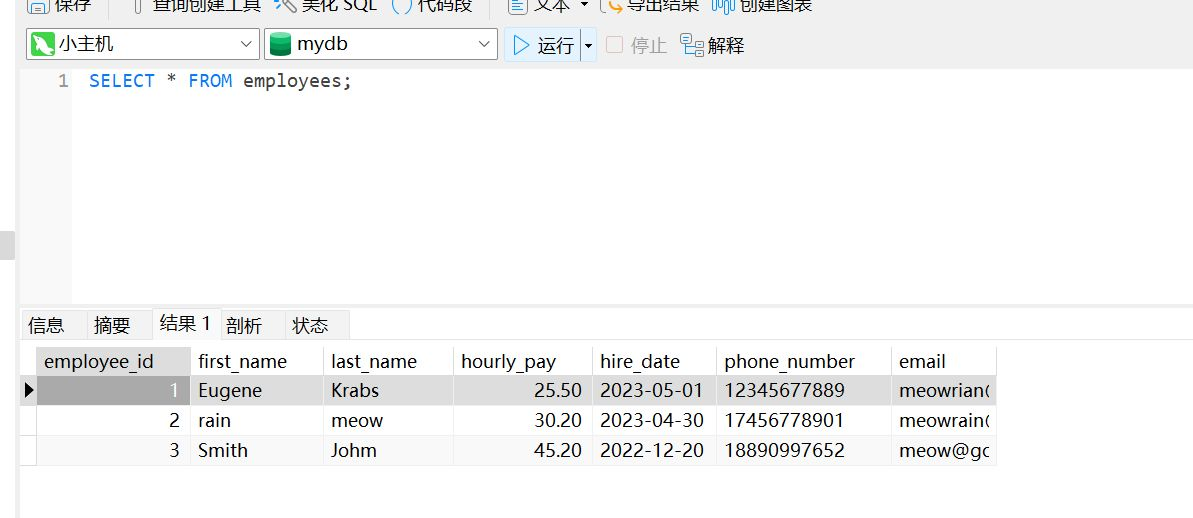 保存 查询创建工具 美化 SQL 代码段 文本 导出结果 创建图表
小主机 mydb 运行 停止 解释
1 SELECT * FROM employees;
信息 摘要 结果 1 剖析 状态
employee_id first_name last_name hourly_pay hire_date phone_number email
1 Eugene Krabs 25.50 2023-05-01 12345677889 meowrian
2 rain meow 30.20 2023-04-30 17456778901 meowrain
3 Smith Johm 45.20 2022-12-20 18890997652 meow@gc